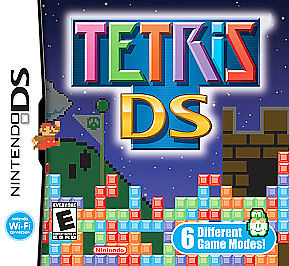 TETRIS
DS
NINTENDO DS
Nintendo
Wi-Fi
connection
EVERYONE
E
ESRB
Nintendo
6 Different
Game Modes!